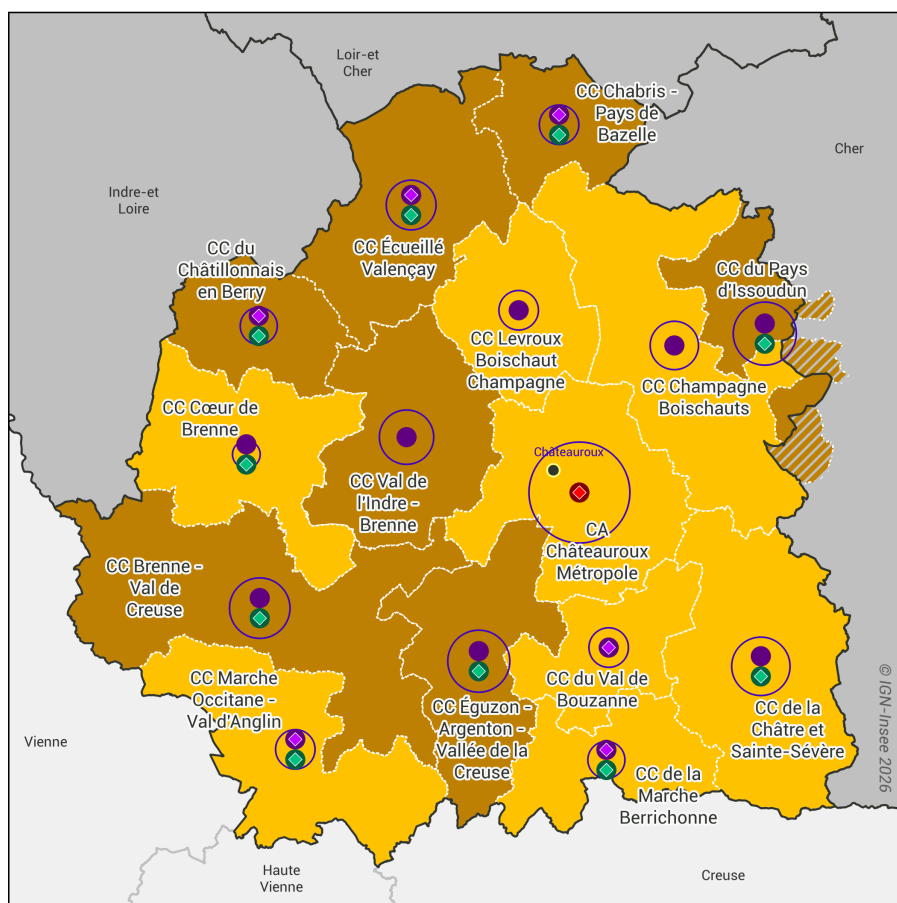 Loir-et
Cher
CC Chabris -
Pays de
Bazelle
Cher
Indre-et
Loire
CC Écueillé
Valençay
CC du
Châtillonnais
en Berry
CC du Pays
d'Issoudun
CC Levroux
Boischaut
Champagne
CC Champagne
Boischauts
CC Cœur de
Brenne
Châteauroux
CC Val de
l'Indre -
Brenne
CA
Châteauroux
Métropole
CC Brenne -
Val de
Creuse
CC Marche
Occitane -
Val d'Anglin
CC Éguzon -
Argenton -
Vallée de la
Creuse
CC du Val de
Bouzanne
CC de la
Châtre et
Sainte-Sévère
CC de la
Marche
Berrichonne
Vienne
Haute
Vienne
Creuse
© IGN-Insee 2026